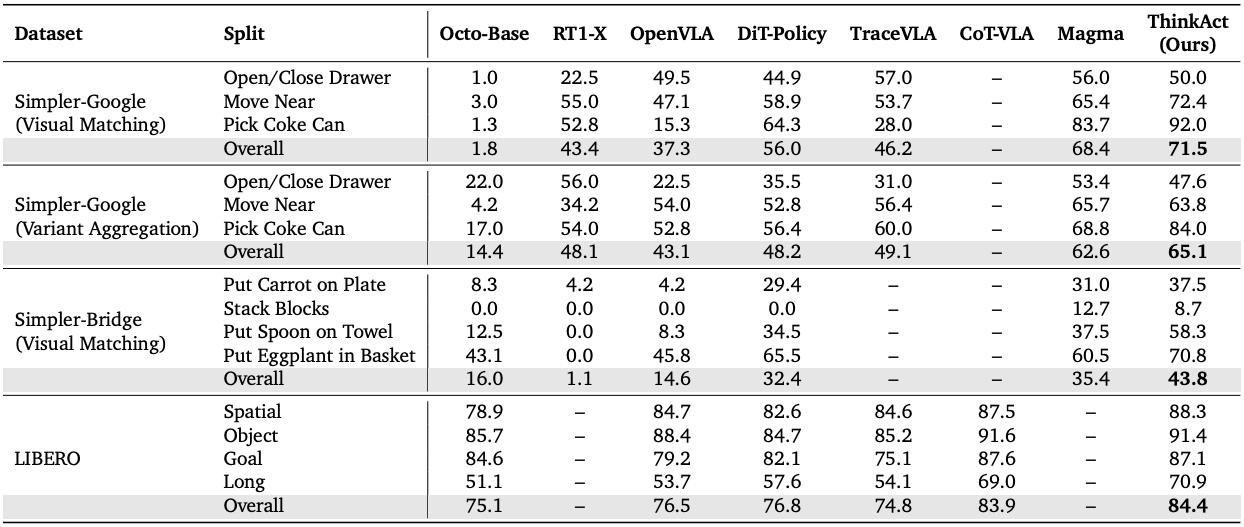 Dataset Split Octo-Base RT1-X OpenVLA DiT-Policy TraceVLA CoT-VLA Magma ThinkAct (Ours)
Simpler-Google (Visual Matching)
Open/Close Drawer 1.0 22.5 49.5 44.9 57.0 – 56.0 50.0
Move Near 3.0 55.0 47.1 58.9 53.7 – 65.4 72.4
Pick Coke Can 1.3 52.8 15.3 64.3 28.0 – 83.7 92.0
Overall 1.8 43.4 37.3 56.0 46.2 – 68.4 71.5
Simpler-Google (Variant Aggregation)
Open/Close Drawer 22.0 56.0 22.5 35.5 31.0 – 53.4 47.6
Move Near 4.2 34.2 54.0 52.8 56.4 – 65.7 63.8
Pick Coke Can 17.0 54.0 52.8 56.4 60.0 – 68.8 84.0
Overall 14.4 48.1 43.1 48.2 49.1 – 62.6 65.1
Simpler-Bridge (Visual Matching)
Put Carrot on Plate 8.3 4.2 4.2 29.4 – – 31.0 37.5
Stack Blocks 0.0 0.0 0.0 0.0 – – 12.7 8.7
Put Spoon on Towel 12.5 0.0 8.3 34.5 – – 37.5 58.3
Put Eggplant in Basket 43.1 0.0 45.8 65.5 – – 60.5 70.8
Overall 16.0 1.1 14.6 32.4 – – 35.4 43.8
LIBERO
Spatial 78.9 – 84.7 82.6 84.6 87.5 – 88.3
Object 85.7 – 88.4 84.7 85.2 91.6 – 91.4
Goal 84.6 – 79.2 82.1 75.1 87.6 – 87.1
Long 51.1 – 53.7 57.6 54.1 69.0 – 70.9
Overall 75.1 – 76.5 76.8 74.8 83.9 – 84.4